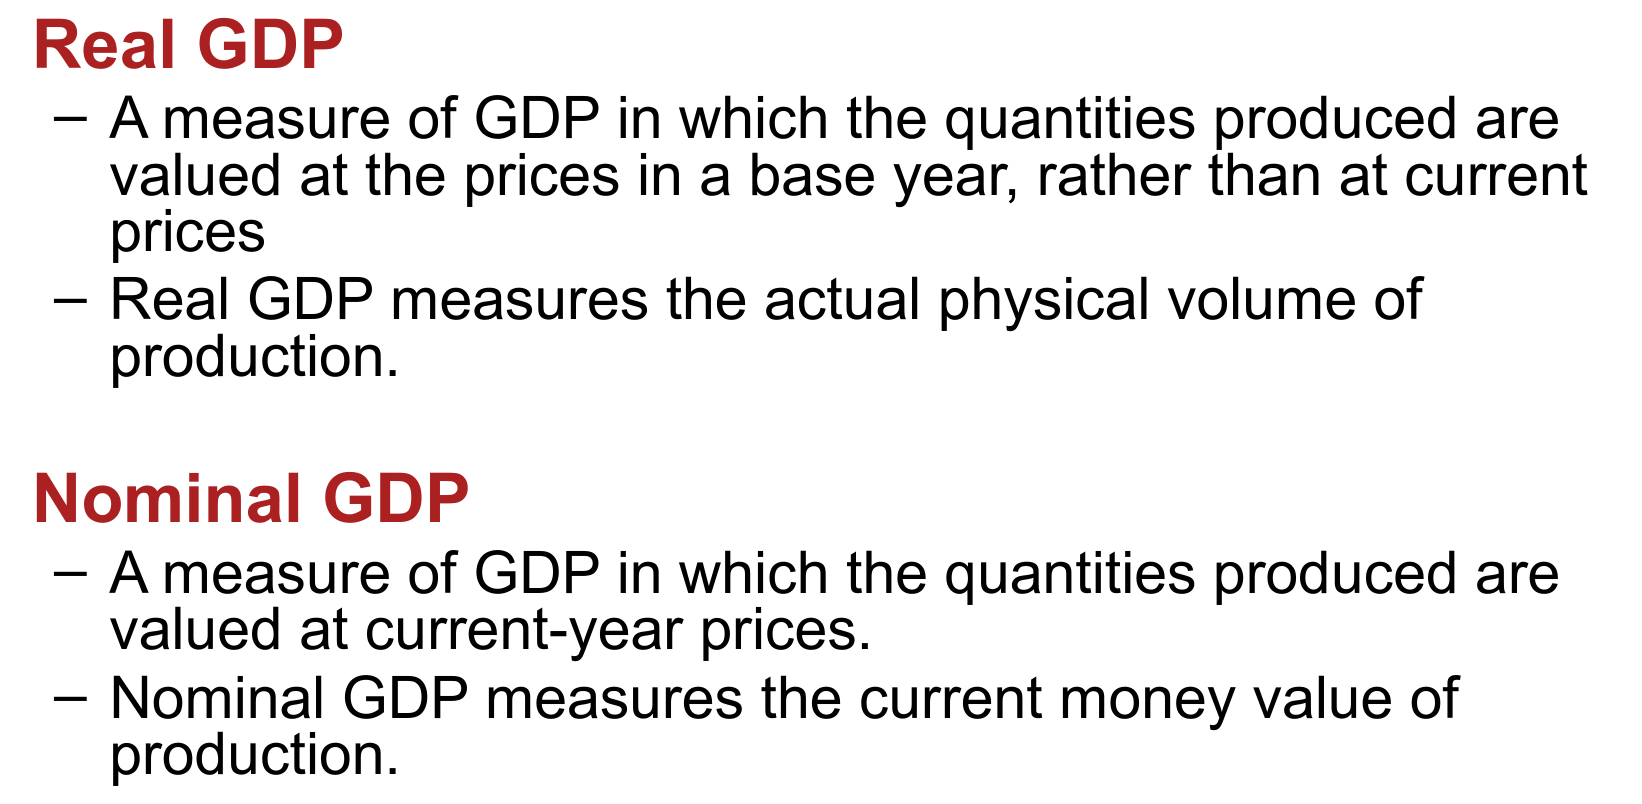 Real GDP
– A measure of GDP in which the quantities produced are
valued at the prices in a base year, rather than at current
prices
– Real GDP measures the actual physical volume of
production.
Nominal GDP
– A measure of GDP in which the quantities produced are
valued at current-year prices.
– Nominal GDP measures the current money value of
production.